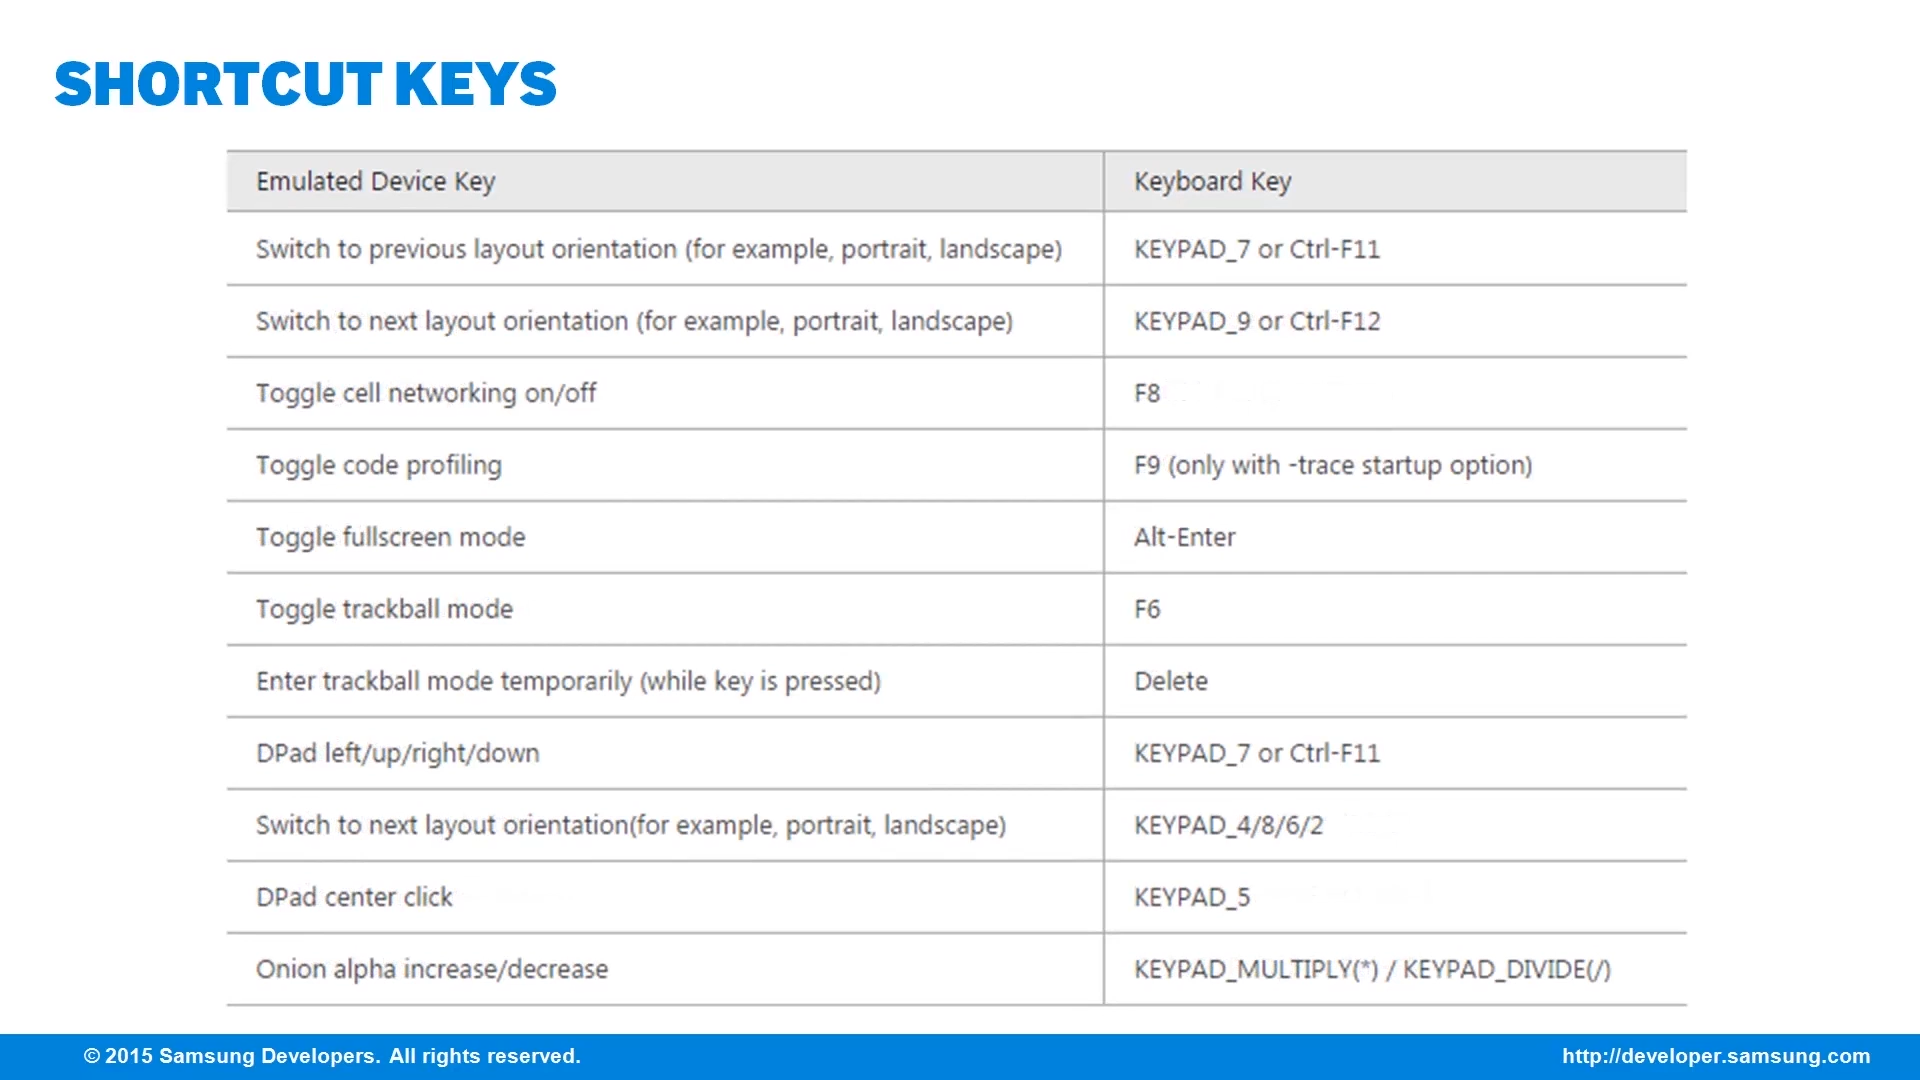 SHORTCUT KEYS
Emulated Device Key Keyboard Key
Switch to previous layout orientation (for example, portrait, landscape) KEYPAD_7 or Ctrl-F11
Switch to next layout orientation (for example, portrait, landscape) KEYPAD_9 or Ctrl-F12
Toggle cell networking on/off F8
Toggle code profiling F9 (only with -trace startup option)
Toggle fullscreen mode Alt-Enter
Toggle trackball mode F6
Enter trackball mode temporarily (while key is pressed) Delete
DPad left/up/right/down KEYPAD_7 or Ctrl-F11
Switch to next layout orientation(for example, portrait, landscape) KEYPAD_4/8/6/2
DPad center click KEYPAD_5
Onion alpha increase/decrease KEYPAD_MULTIPLY(*) / KEYPAD_DIVIDE(/)
© 2015 Samsung Developers. All rights reserved. http://developer.samsung.com